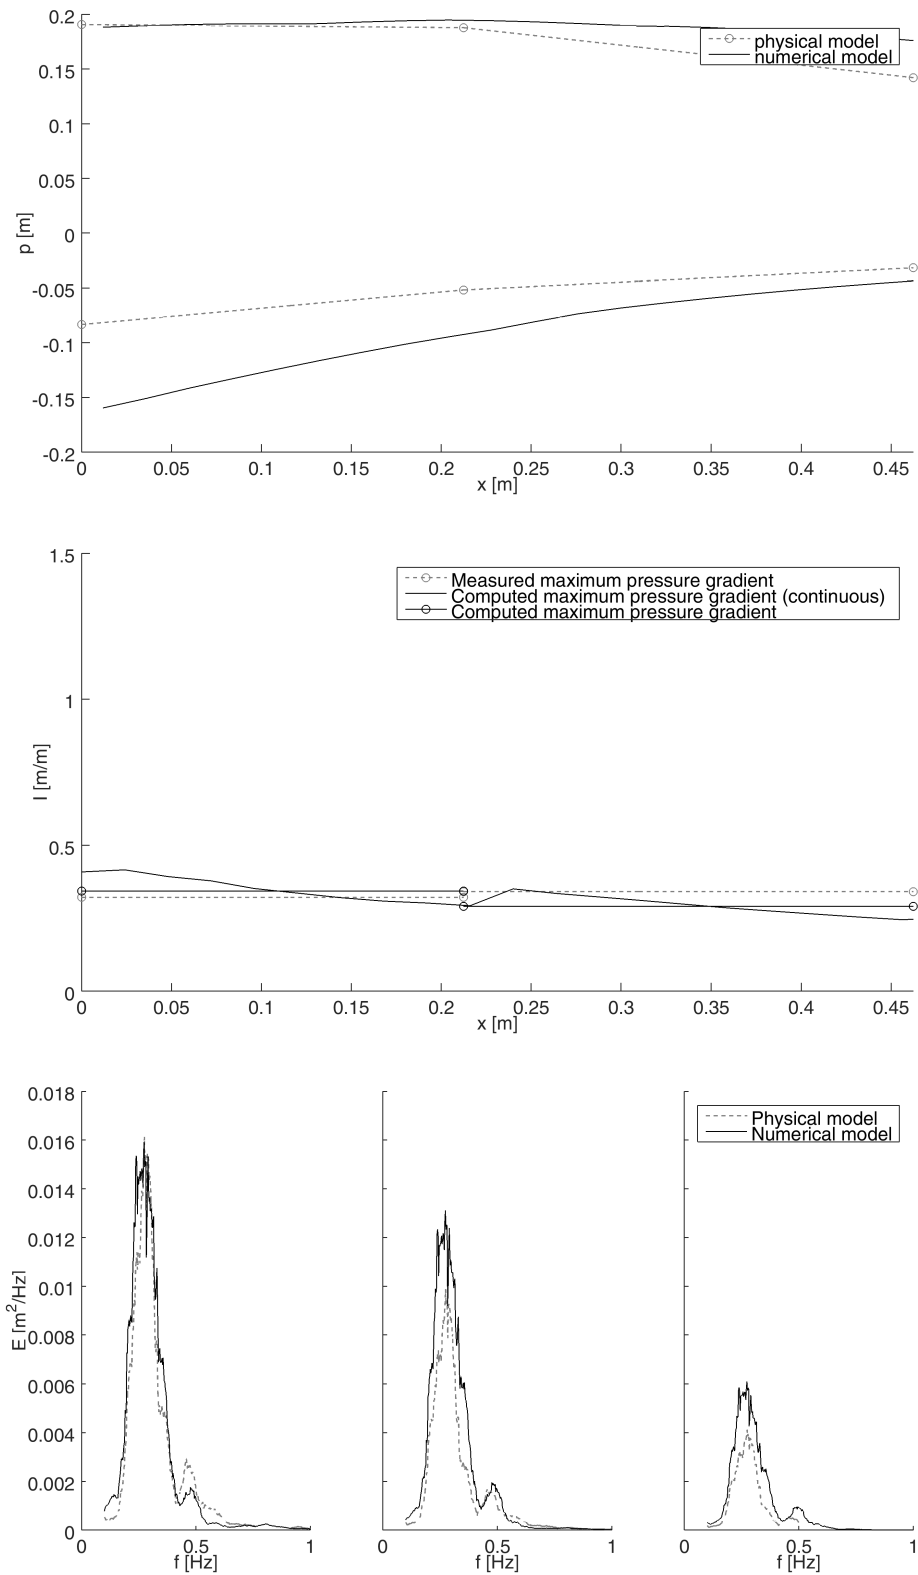 0.2
0.15
0.1
0.05
0
-0.05
-0.1
-0.15
-0.2
p [m]
physical model
numerical model
0 0.05 0.1 0.15 0.2 0.25 0.3 0.35 0.4 0.45
x [m]
1.5
1
0.5
0
I [m/m]
Measured maximum pressure gradient
Computed maximum pressure gradient (continuous)
Computed maximum pressure gradient
0 0.05 0.1 0.15 0.2 0.25 0.3 0.35 0.4 0.45
x [m]
0.018
0.016
0.014
0.012
0.01
0.008
0.006
0.004
0.002
0
E [m²/Hz]
Physical model
Numerical model
0 0.5 1 0 0.5 1 0 0.5 1
f [Hz] f [Hz] f [Hz]